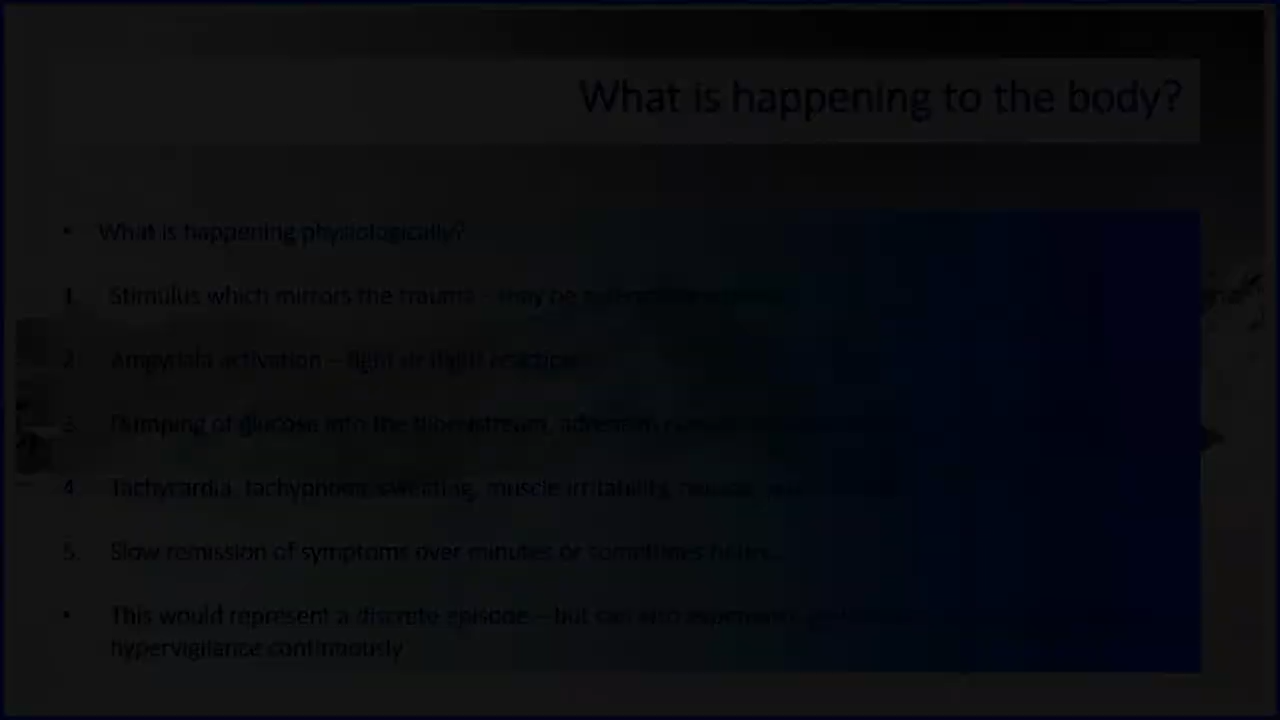 What is happening to the body?
• What is happening physiologically?
1. Stimulus which mirrors the trauma – may be
2. Amygdala activation – fight or flight reaction
3. Dumping of glucose into the bloodstream,
4. Tachycardia, sweating, muscle irritability,
5. Slow remission of symptoms over minutes or sometimes hours
• This would represent a discrete episode – but can also experience
hypervigilance continuously